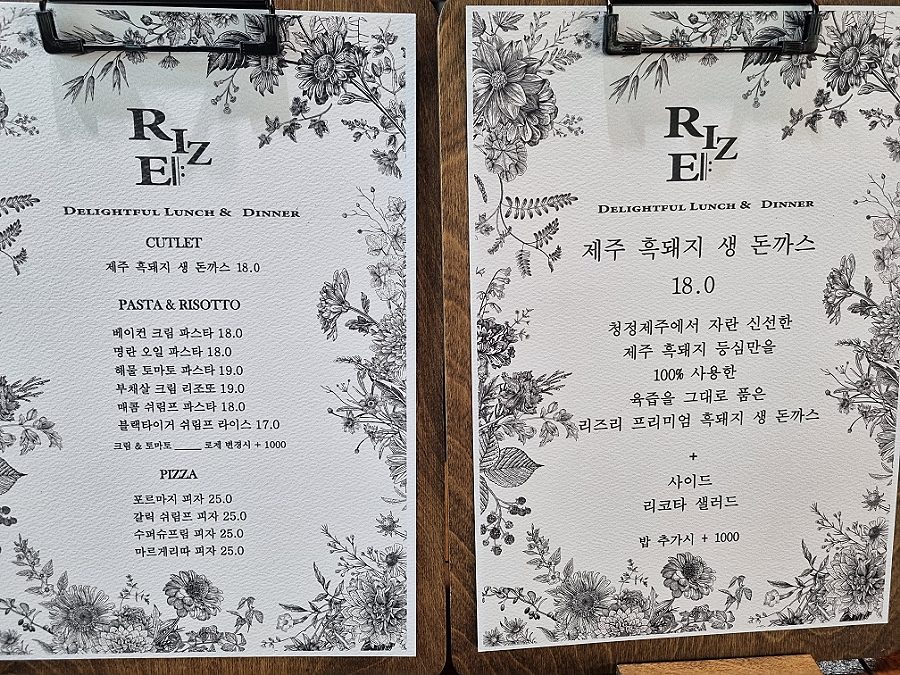 RIZ
E
DELIGHTFUL LUNCH & DINNER
CUTLET
제주 흑돼지 생 돈까스 18.0
PASTA & RISOTTO
베이컨 크림 파스타 18.0
명란 오일 파스타 18.0
해물 토마토 파스타 19.0
부채살 크림 리조또 19.0
매콤 쉬림프 파스타 18.0
블랙타이거 쉬림프 라이스 17.0
크림 & 토마토 _____ 로제 변경시 + 1000
PIZZA
포르마지 피자 25.0
갈릭 쉬림프 피자 25.0
수퍼슈프림 피자 25.0
마르게리따 피자 25.0
RIZ
E
DELIGHTFUL LUNCH & DINNER
제주 흑돼지 생 돈까스
18.0
청정제주에서 자란 신선한
제주 흑돼지 등심만을
100% 사용한
육즙을 그대로 품은
리즈리 프리미엄 흑돼지 생 돈까스
+
사이드
리코타 샐러드
밥 추가시 + 1000